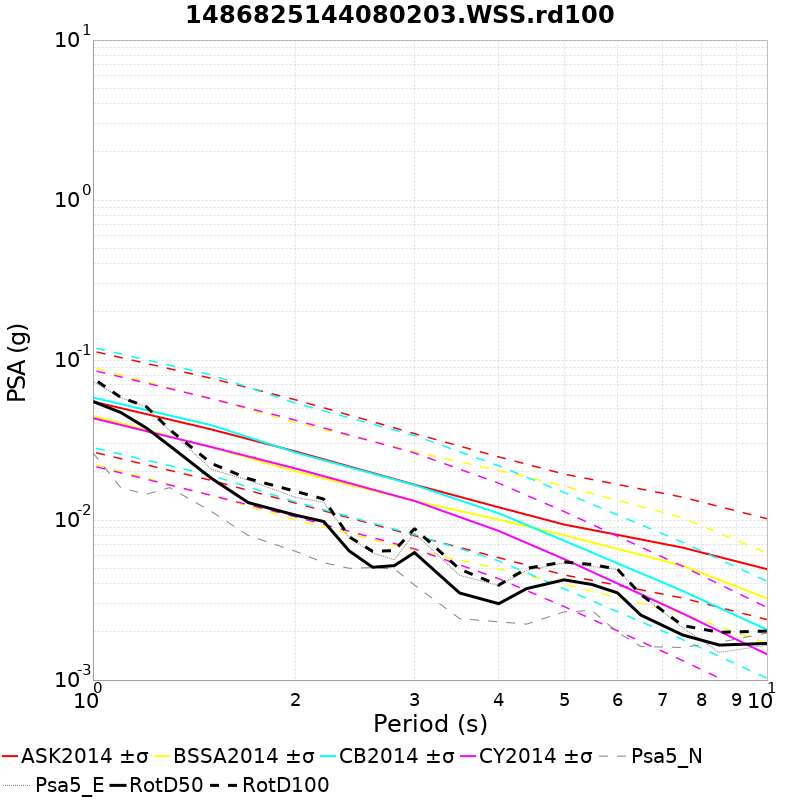 1486825144080203.WSS.rd100
10^1
10^0
10^-1
10^-2
10^-3
PSA (g)
10^0 2 3 4 5 6 7 8 9 10^1
Period (s)
ASK2014 ±σ BSSA2014 ±σ CB2014 ±σ CY2014 ±σ Psa5_N
Psa5_E RotD50 RotD100